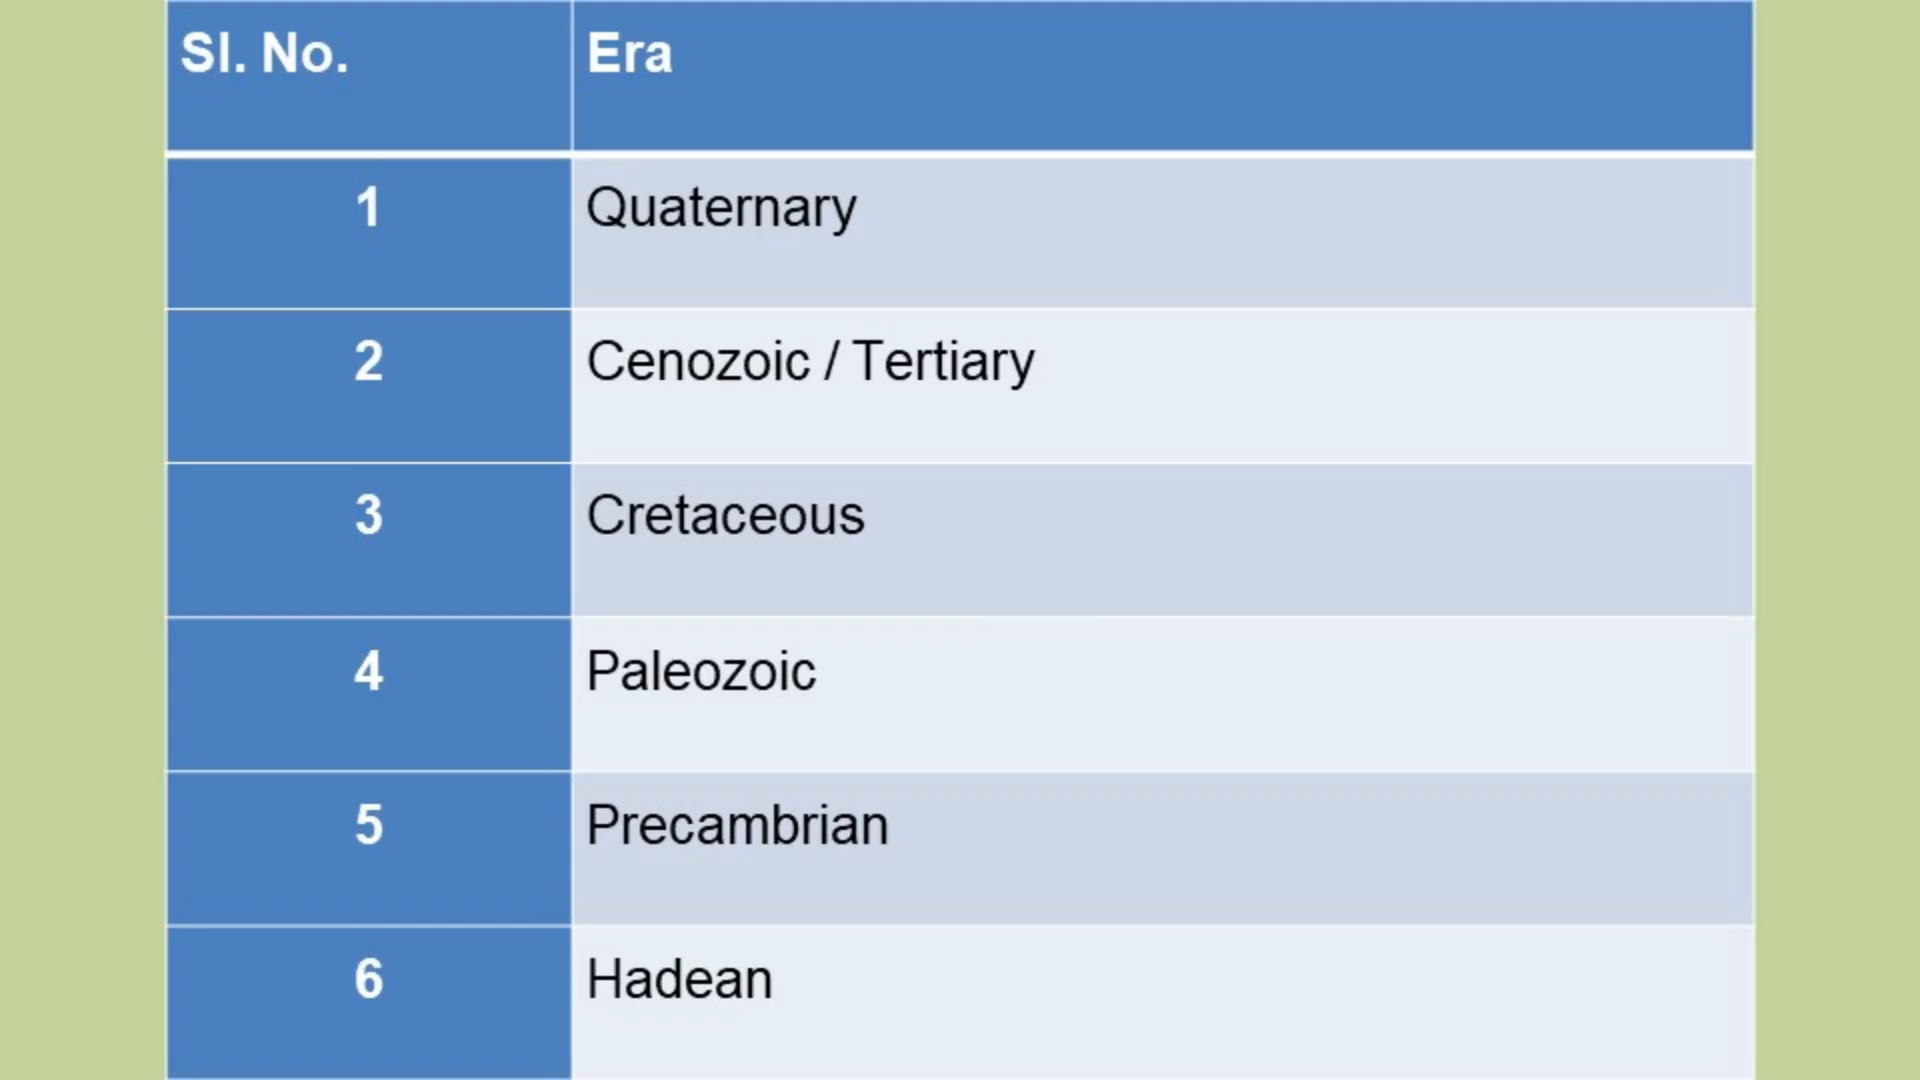 Sl. No. Era
1 Quaternary
2 Cenozoic / Tertiary
3 Cretaceous
4 Paleozoic
5 Precambrian
6 Hadean